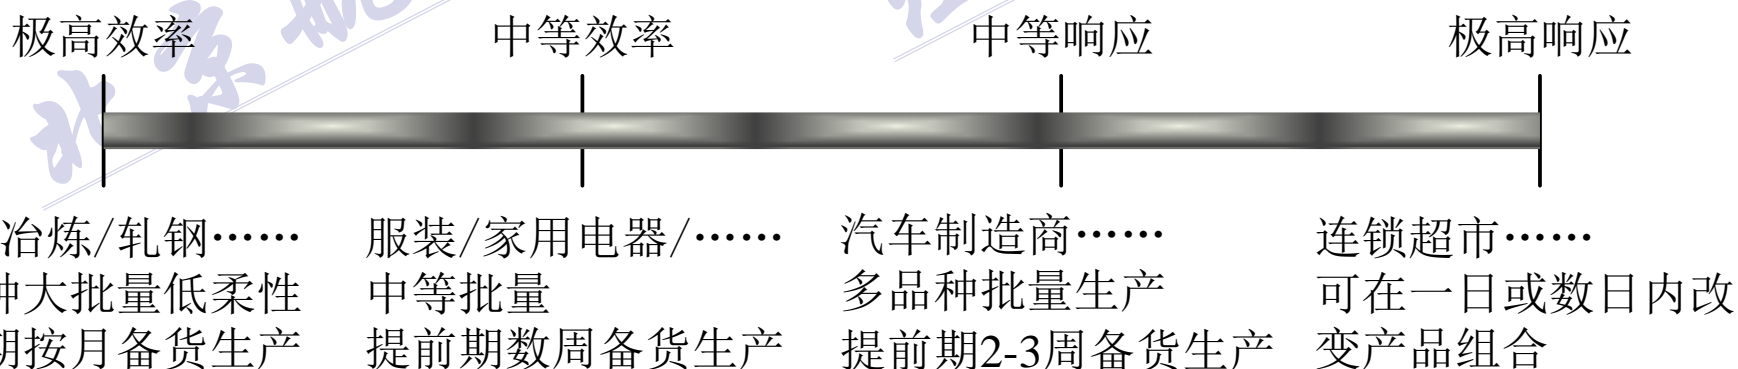 极高效率
中等效率
中等响应
极高响应
冶炼/轧钢……
种大批量低柔性
期按月备货生产
服装/家用电器/……
中等批量
提前期数周备货生产
汽车制造商……
多品种批量生产
提前期2-3周备货生产
连锁超市……
可在一日或数日内改
变产品组合
北京航